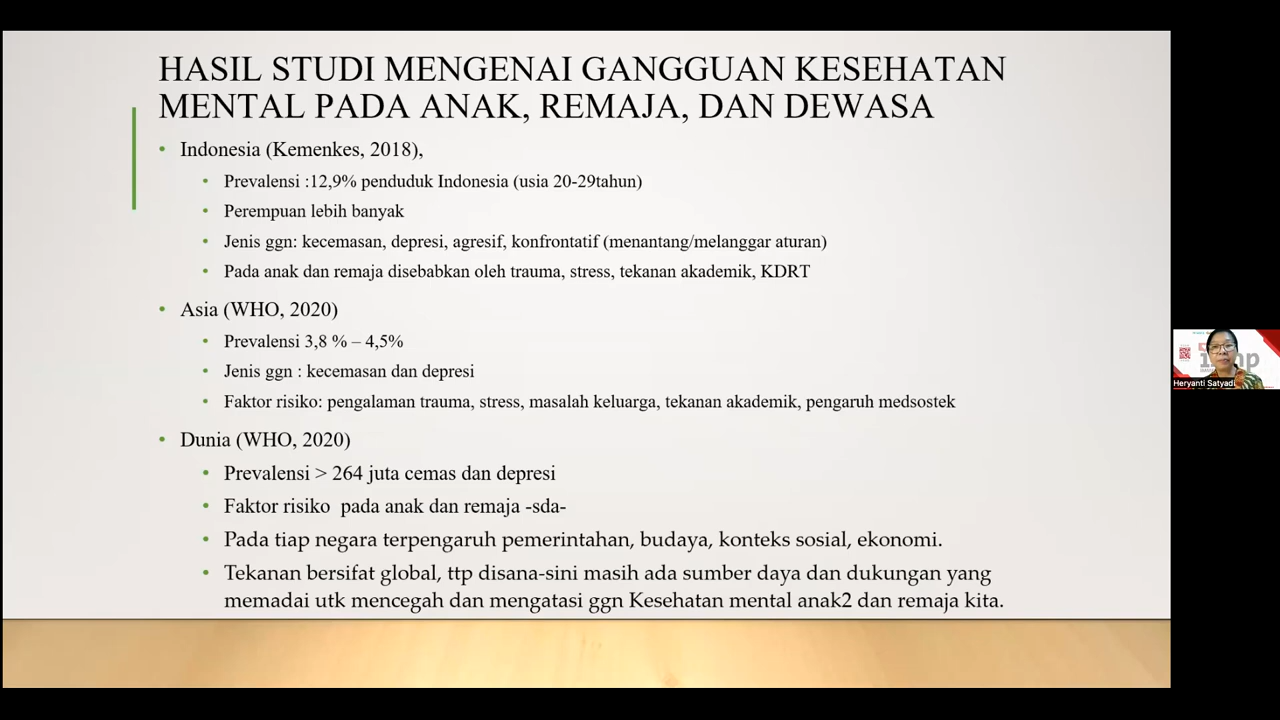 HASIL STUDI MENGENAI GANGGUAN KESEHATAN
MENTAL PADA ANAK, REMAJA, DAN DEWASA
• Indonesia (Kemenkes, 2018),
• Prevalensi :12,9% penduduk Indonesia (usia 20-29tahun)
• Perempuan lebih banyak
• Jenis ggn: kecemasan, depresi, agresif, konfrontatif (menantang/melanggar aturan)
• Pada anak dan remaja disebabkan oleh trauma, stress, tekanan akademik, KDRT
• Asia (WHO, 2020)
• Prevalensi 3,8 % – 4,5%
• Jenis ggn : kecemasan dan depresi
• Faktor risiko: pengalaman trauma, stress, masalah keluarga, tekanan akademik, pengaruh medsostek
• Dunia (WHO, 2020)
• Prevalensi > 264 juta cemas dan depresi
• Faktor risiko  pada anak dan remaja -sda-
• Pada tiap negara terpengaruh pemerintahan, budaya, konteks sosial, ekonomi.
• Tekanan bersifat global, ttp disana-sini masih ada sumber daya dan dukungan yang
memadai utk mencegah dan mengatasi ggn Kesehatan mental anak2 dan remaja kita.
Heryanti Satyadi